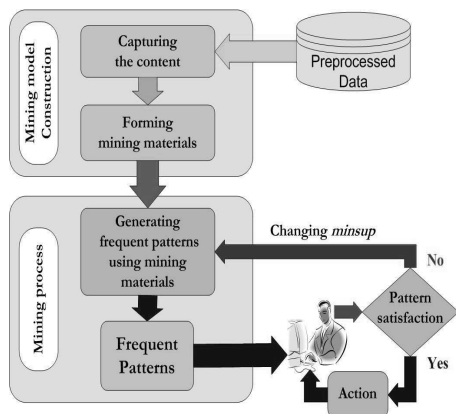 Mining model
Construction
Capturing
the content
Preprocessed
Data
Forming
mining materials
Mining process
Generating
frequent patterns
using mining
materials
Changing minsup
No
Pattern
satisfaction
Yes
Frequent
Patterns
Action